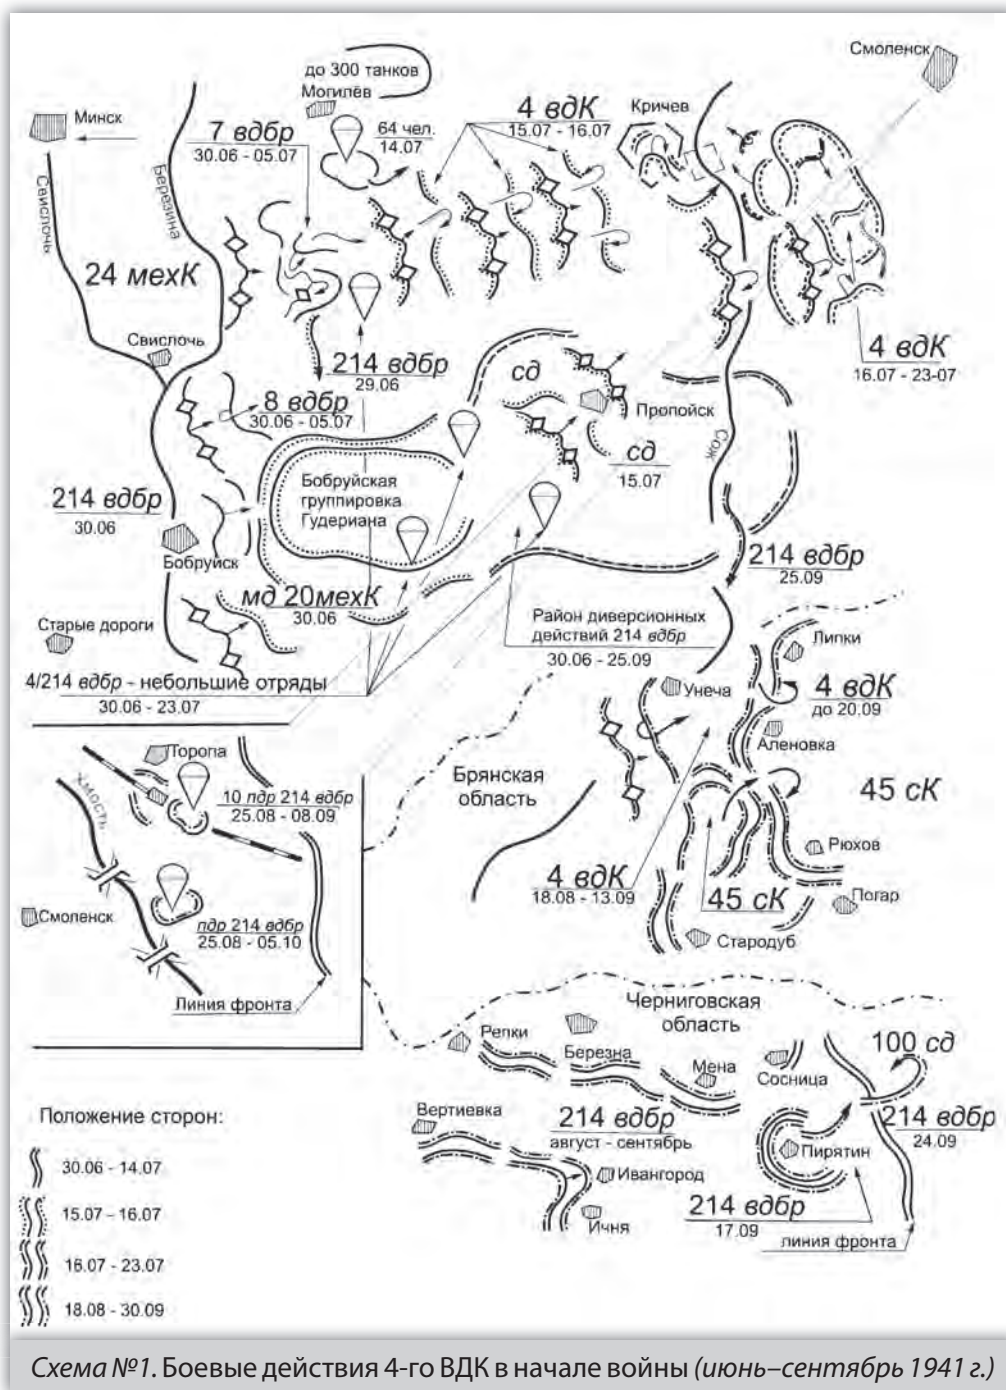 Смоленск
до 300 танков
Могилёв
Минск
7 вдбр
30.06 - 05.07
64 чел.
14.07
4 вдК
15.07 - 16.07
Кричев
Свислочь
Березина
24 мехК
Свислочь
214 вдбр
29.06
8 вдбр
30.06 - 05.07
сд
Пропойск
сд
15.07
Сож
4 вдК
16.07 - 23-07
Бобруйская
группировка
Гудериана
214 вдбр
30.06
Бобруйск
мд 20мехК
30.06
214 вдбр
25.09
Старые дороги
Район диверсионных
действий 214 вдбр
30.06 - 25.09
4/214 вдбр - небольшие отряды
30.06 - 23.07
Липки
Унеча
4 вдК
до 20.09
Аленовка
Торопа
Хмость
10 пдр 214 вдбр
25.08 - 08.09
Брянская
область
45 сК
Рюхов
4 вдК
18.08 - 13.09
45 сК
Погар
Смоленск
пдр 214 вдбр
25.08 - 05.10
Стародуб
Линия фронта
Черниговская
область
Репки
Березна
Мена
Сосница
100 сд
Положение сторон:
30.06 - 14.07
15.07 - 16.07
16.07 - 23.07
18.08 - 30.09
Вертиевка
214 вдбр
август - сентябрь
Ивангород
Ичня
Пирятин
214 вдбр
24.09
214 вдбр
17.09
линия фронта
Схема №1. Боевые действия 4-го ВДК в начале войны (июнь–сентябрь 1941 г.)